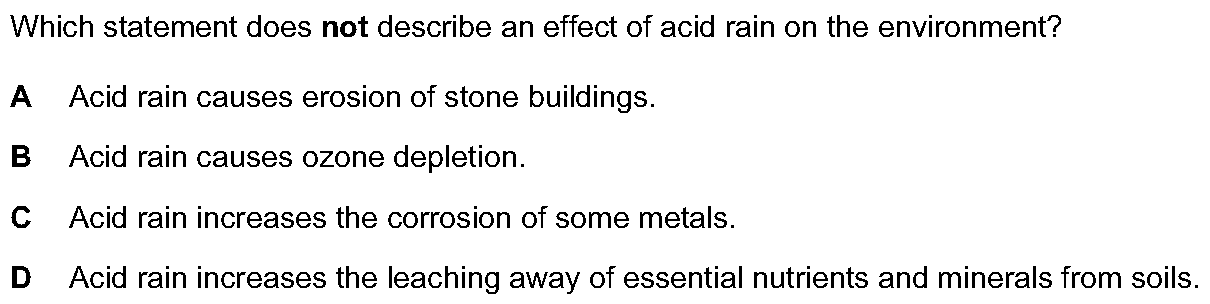 Which statement does not describe an effect of acid rain on the environment?
A Acid rain causes erosion of stone buildings.
B Acid rain causes ozone depletion.
C Acid rain increases the corrosion of some metals.
D Acid rain increases the leaching away of essential nutrients and minerals from soils.